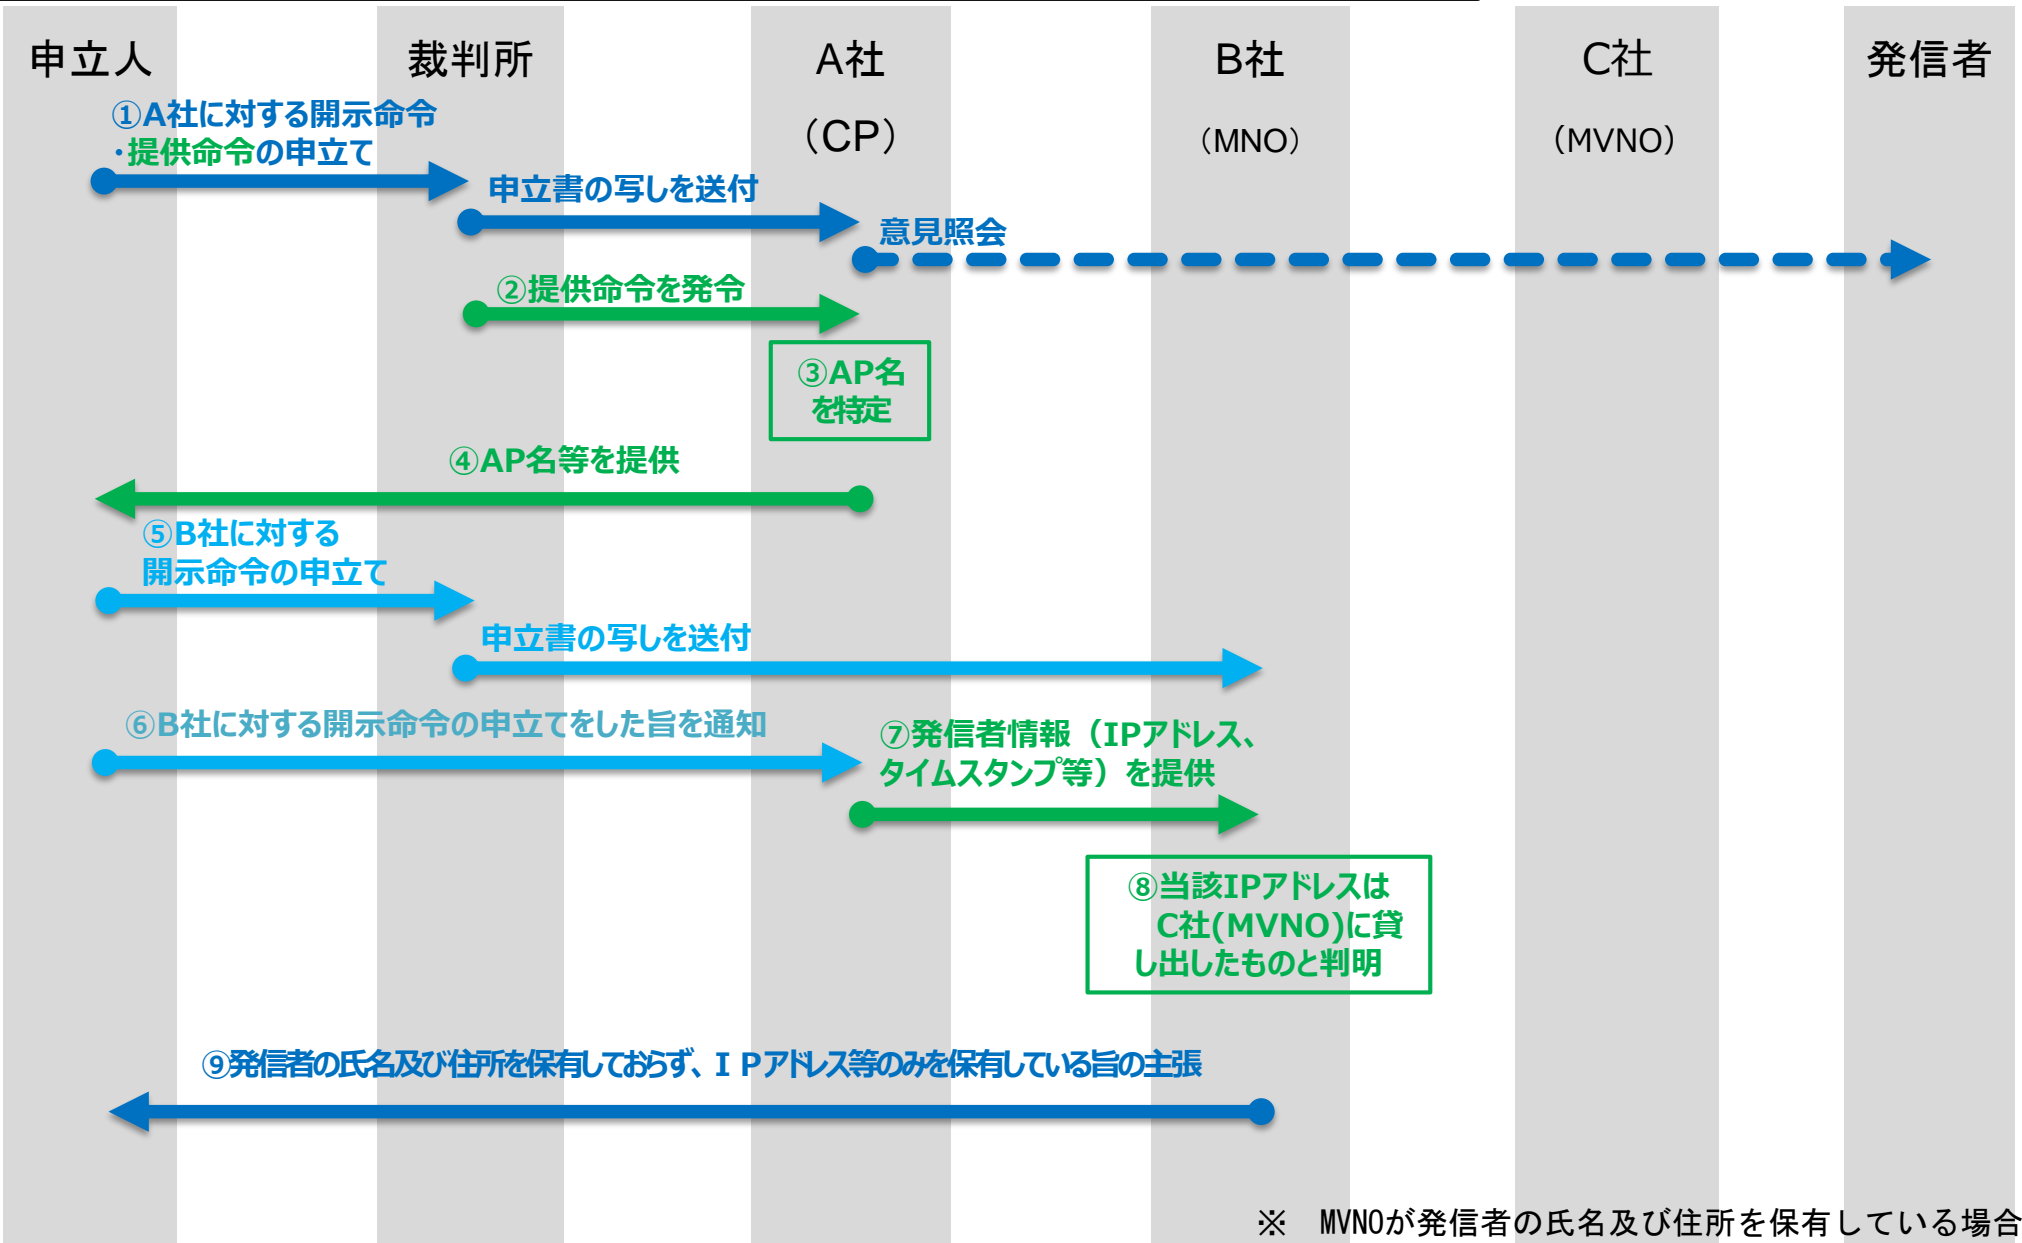 申立人
裁判所
A社
(CP)
B社
(MNO)
C社
(MVNO)
発信者
①A社に対する開示命令
・提供命令の申立て
申立書の写しを送付
意見照会
②提供命令を発令
③AP名
を特定
④AP名等を提供
⑤B社に対する
開示命令の申立て
申立書の写しを送付
⑥B社に対する開示命令の申立てをした旨を通知
⑦発信者情報（IPアドレス、
タイムスタンプ等）を提供
⑧当該IPアドレスは
C社(MVNO)に貸
し出したものと判明
⑨発信者の氏名及び住所を保有しておらず、ＩＰアドレス等のみを保有している旨の主張
※　MVNOが発信者の氏名及び住所を保有している場合